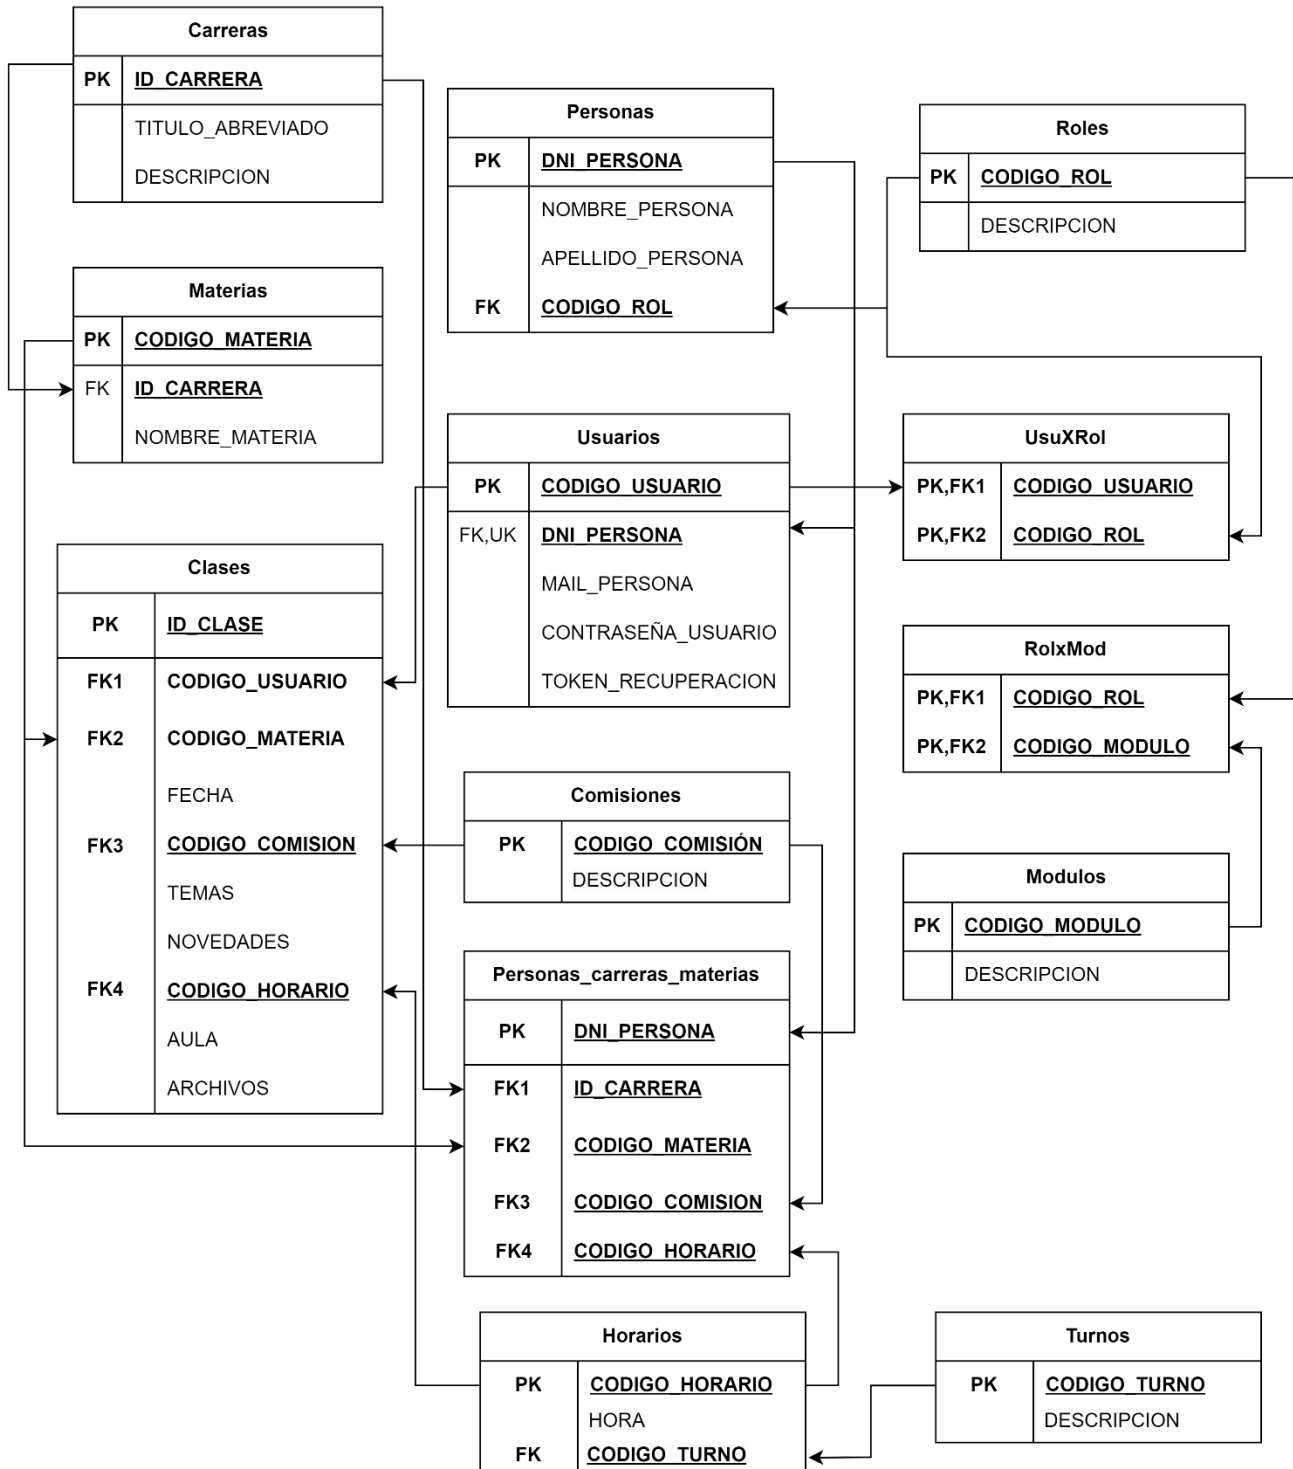 Carreras
PK ID_CARRERA
TITULO_ABREVIADO
DESCRIPCION
Materias
PK CODIGO_MATERIA
FK ID_CARRERA
NOMBRE_MATERIA
Clases
PK ID_CLASE
FK1 CODIGO_USUARIO
FK2 CODIGO_MATERIA
FECHA
FK3 CODIGO_COMISION
TEMAS
NOVEDADES
FK4 CODIGO_HORARIO
AULA
ARCHIVOS
Personas
PK DNI_PERSONA
NOMBRE_PERSONA
APELLIDO_PERSONA
FK CODIGO_ROL
Usuarios
PK CODIGO_USUARIO
FK,UK DNI_PERSONA
MAIL_PERSONA
CONTRASEÑA_USUARIO
TOKEN_RECUPERACION
Comisiones
PK CODIGO_COMISIÓN
DESCRIPCION
Personas_carreras_materias
PK DNI_PERSONA
FK1 ID_CARRERA
FK2 CODIGO_MATERIA
FK3 CODIGO_COMISION
FK4 CODIGO_HORARIO
Horarios
PK CODIGO_HORARIO
HORA
FK CODIGO_TURNO
Roles
PK CODIGO_ROL
DESCRIPCION
UsuXRol
PK,FK1 CODIGO_USUARIO
PK,FK2 CODIGO_ROL
RolxMod
PK,FK1 CODIGO_ROL
PK,FK2 CODIGO_MODULO
Modulos
PK CODIGO_MODULO
DESCRIPCION
Turnos
PK CODIGO_TURNO
DESCRIPCION